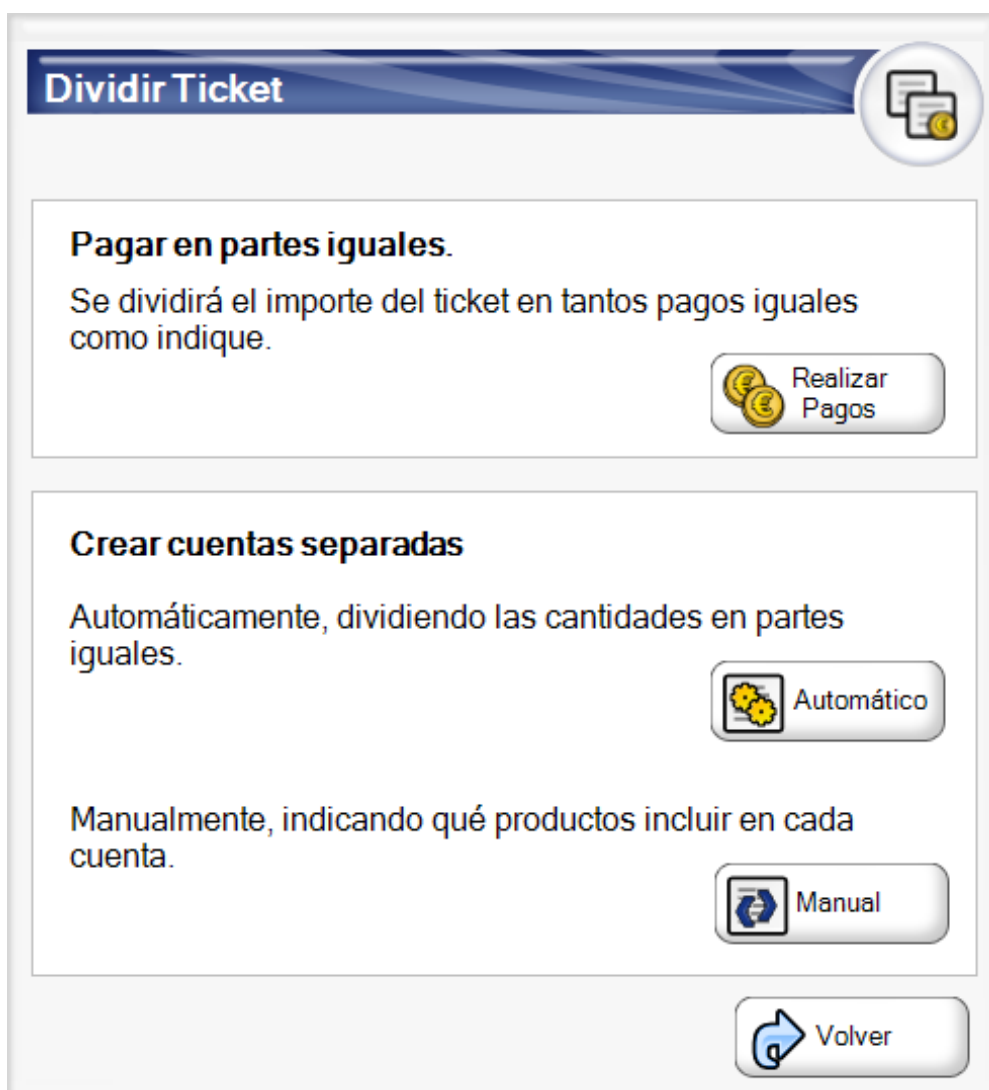 Dividir Ticket
Pagar en partes iguales.
Se dividirá el importe del ticket en tantos pagos iguales
como indique.
Realizar
Pagos
Crear cuentas separadas
Automáticamente, dividiendo las cantidades en partes
iguales.
Automático
Manualmente, indicando qué productos incluir en cada
cuenta.
Manual
Volver